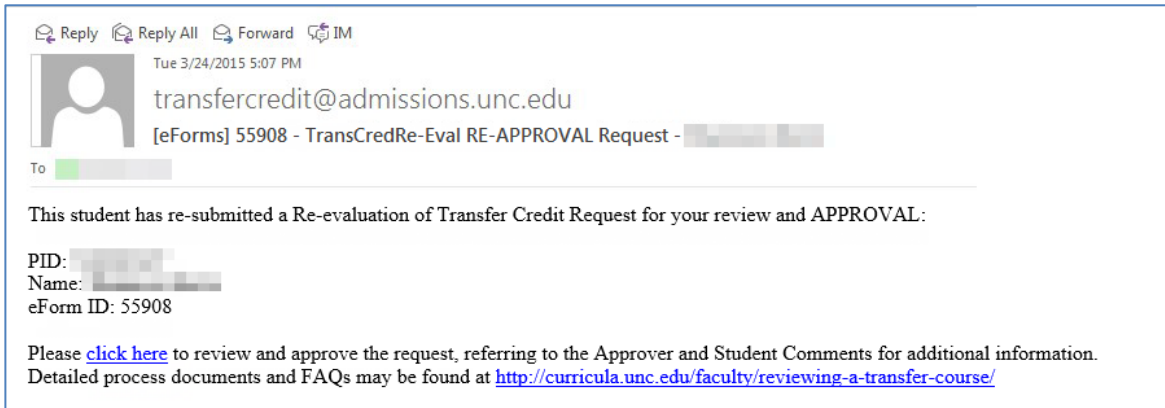 Reply Reply All Forward IM
Tue 3/24/2015 5:07 PM
transfercredit@admissions.unc.edu
[eForms] 55908 - TransCredRe-Eval RE-APPROVAL Request -
To
This student has re-submitted a Re-evaluation of Transfer Credit Request for your review and APPROVAL:
PID:
Name:
eForm ID: 55908
Please click here to review and approve the request, referring to the Approver and Student Comments for additional information.
Detailed process documents and FAQs may be found at http://curricula.unc.edu/faculty/reviewing-a-transfer-course/